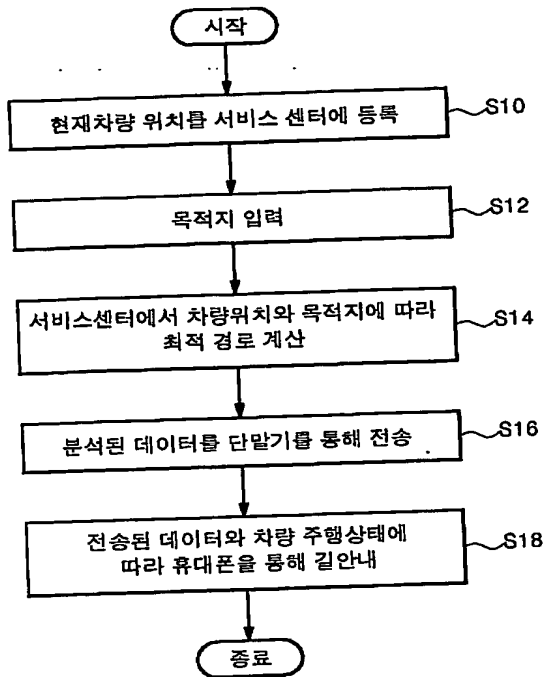 시작
현재차량 위치를 서비스 센터에 등록
S10
목적지 입력
S12
서비스센터에서 차량위치와 목적지에 따라
최적 경로 계산
S14
분석된 데이터를 단말기를 통해 전송
S16
전송된 데이터와 차량 주행상태에
따라 휴대폰을 통해 길안내
S18
종료